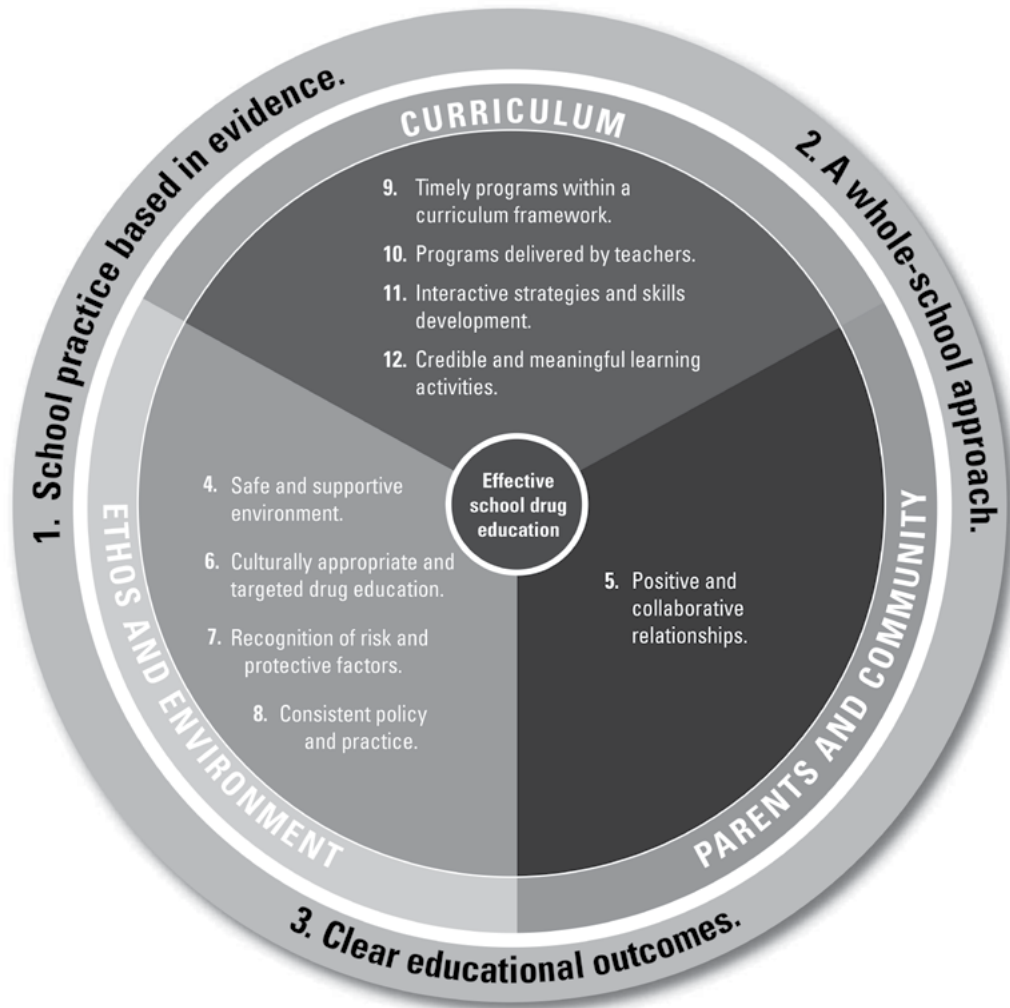 1. School practice based in evidence.
2. A whole-school approach.
CURRICULUM
9. Timely programs within a
curriculum framework.
10. Programs delivered by teachers.
11. Interactive strategies and skills
development.
12. Credible and meaningful learning
activities.
Effective
school drug
education
ETHOS AND ENVIRONMENT
4. Safe and supportive
environment.
6. Culturally appropriate and
targeted drug education.
7. Recognition of risk and
protective factors.
8. Consistent policy
and practice.
PARENTS AND COMMUNITY
5. Positive and
collaborative
relationships.
3. Clear educational outcomes.